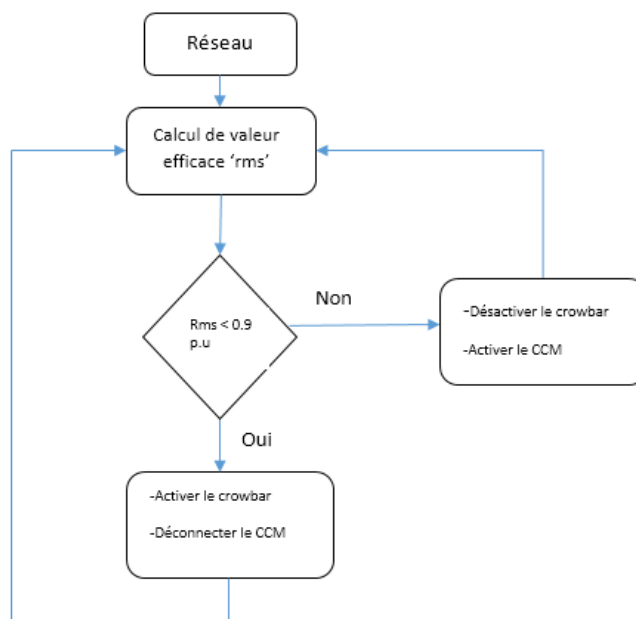 Réseau
Calcul de valeur
efficace ‘rms’
Rms < 0.9
p.u
Non
-Désactiver le crowbar
-Activer le CCM
Oui
-Activer le crowbar
-Déconnecter le CCM